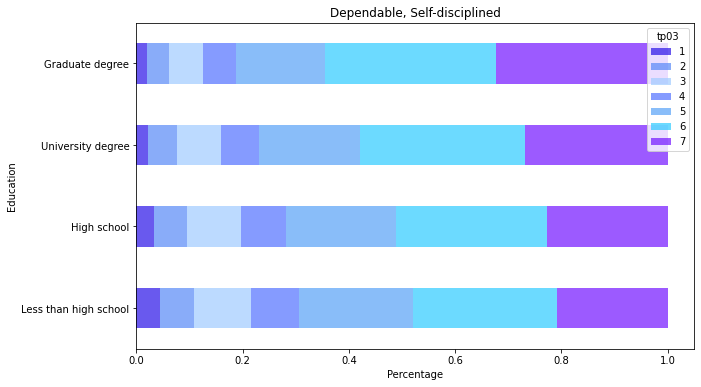 Dependable, Self-disciplined
tp03
1
2
3
4
5
6
7
Education
Graduate degree
University degree
High school
Less than high school
0.0 0.2 0.4 0.6 0.8 1.0
Percentage